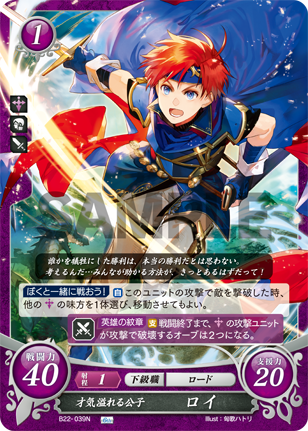 1
SAMPLE
誰かを犠牲にした勝利は、本当の勝利だとは思わない。
考えるんだ…みんなが助かる方法が、きっとあるはずだって!
ぼくと一緒に戦おう! 自 このユニットの攻撃で敵を撃破した時、
他の の味方を1体選び、移動させてもよい。
英雄の紋章 支 戦闘終了まで、 の攻撃ユニット
が攻撃で破壊するオーブは2つになる。
戦闘力
40
射程 1 下級職 ロード
支援力
20
才気溢れる公子 ロイ
B22-039N
Illust:匈歌ハトリ